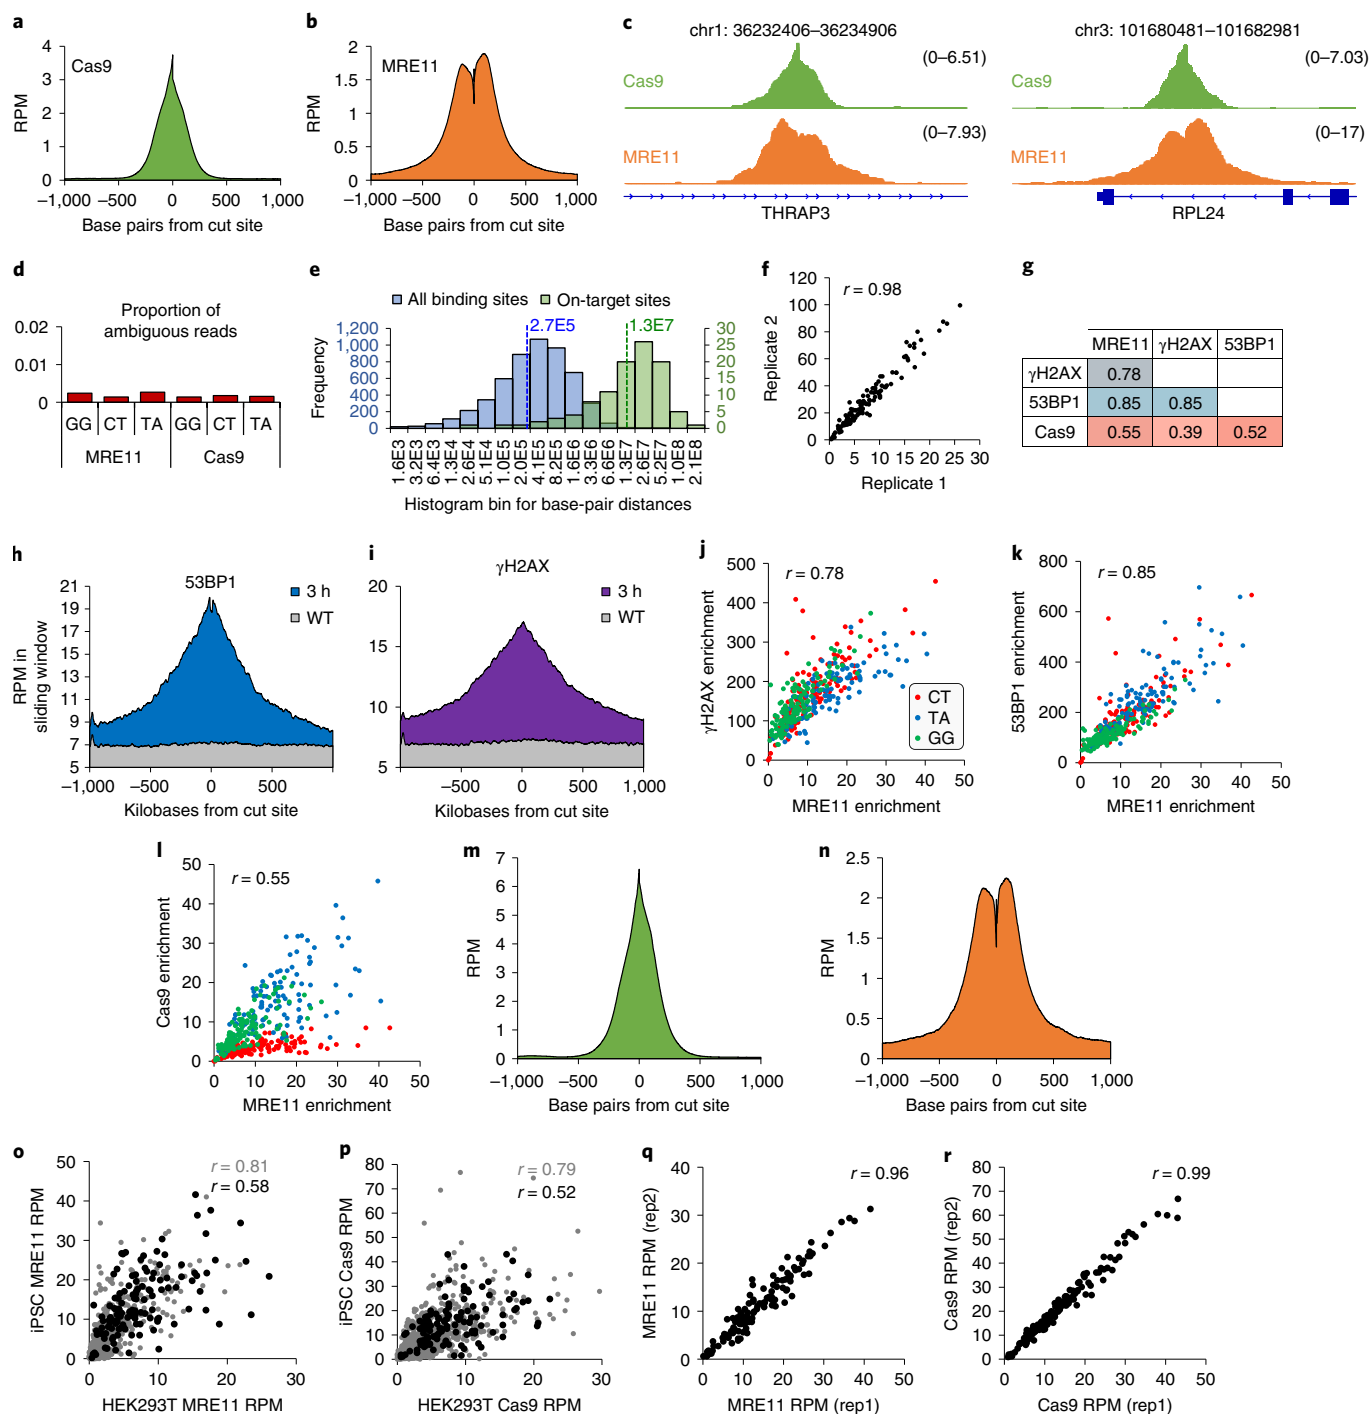 a
Cas9
RPM
4
3
2
1
0
–1,000 –500 0 500 1,000
Base pairs from cut site
b
MRE11
RPM
2
1.5
1
0.5
0
–1,000 –500 0 500 1,000
Base pairs from cut site
c
chr1: 36232406–36234906
Cas9
(0–6.51)
MRE11
(0–7.93)
THRAP3
chr3: 101680481–101682981
Cas9
(0–7.03)
MRE11
(0–17)
RPL24
d
Proportion of
ambiguous reads
0.02
0.01
0
GG CT TA GG CT TA
MRE11 Cas9
e
All binding sites On-target sites
2.7E5 1.3E7
Frequency
1,200
1,000
800
600
400
200
0
30
25
20
15
10
5
0
1.6E3 3.2E3 6.4E3 1.3E4 2.6E4 5.1E4 1.0E5 2.0E5 4.1E5 8.2E5 1.6E6 3.3E6 6.6E6 1.3E7 2.6E7 5.2E7 1.0E8 2.1E8
Histogram bin for base-pair distances
f
r = 0.98
Replicate 2
120
100
80
60
40
20
0
0 5 10 15 20 25 30
Replicate 1
g
MRE11 γH2AX 53BP1
γH2AX 0.78
53BP1 0.85 0.85
Cas9 0.55 0.39 0.52
h
53BP1
3 h
WT
RPM in
sliding window
21
19
17
15
13
11
9
7
5
–1,000 –500 0 500
Kilobases from cut site
i
γH2AX
3 h
WT
20
15
10
5
–500 0 500 1,000
Kilobases from cut site
j
r = 0.78
γH2AX enrichment
500
400
300
200
100
0
CT
TA
GG
0 10 20 30 40 50
MRE11 enrichment
k
r = 0.85
53BP1 enrichment
800
600
400
200
0
0 10 20 30 40 50
MRE11 enrichment
l
r = 0.55
Cas9 enrichment
50
40
30
20
10
0
0 10 20 30 40 50
MRE11 enrichment
m
RPM
7
6
5
4
3
2
1
0
–1,000 –500 0 500 1,000
Base pairs from cut site
n
RPM
2.5
2
1.5
1
0.5
0
–1,000 –500 0 500 1,000
Base pairs from cut site
o
r = 0.81
r = 0.58
iPSC MRE11 RPM
50
40
30
20
10
0
0 10 20 30
HEK293T MRE11 RPM
p
r = 0.79
r = 0.52
iPSC Cas9 RPM
80
70
60
50
40
30
20
10
0
0 10 20 30
HEK293T Cas9 RPM
q
r = 0.96
MRE11 RPM (rep2)
40
30
20
10
0
0 10 20 30 40 50
MRE11 RPM (rep1)
r
r = 0.99
Cas9 RPM (rep2)
80
70
60
50
40
30
20
10
0
0 10 20 30 40 50
Cas9 RPM (rep1)